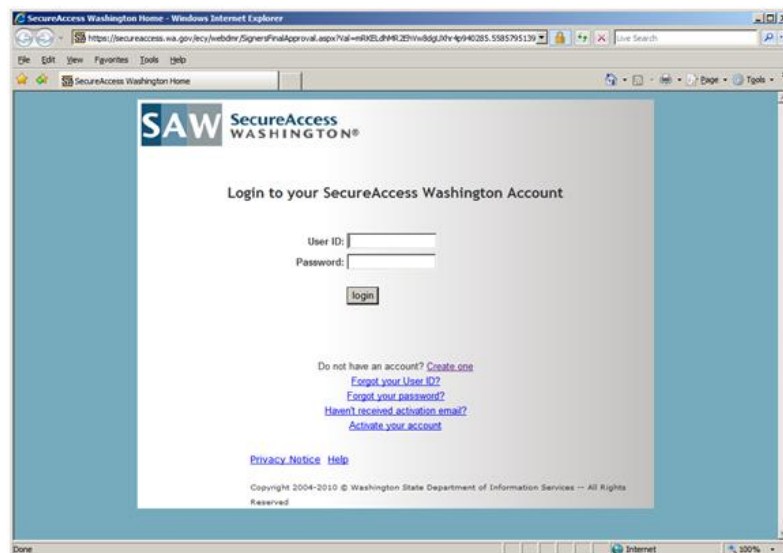 SecureAccess Washington Home - Windows Internet Explorer
Live Search
File Edit View Favorites Tools Help
SecureAccess Washington Home
Page Tools
SAW SecureAccess
WASHINGTON®
Login to your SecureAccess Washington Account
User ID:
Password:
login
Do not have an account? Create one
Forgot your User ID?
Forgot your password?
Haven't received activation email?
Activate your account
Privacy Notice Help
Copyright 2004-2010 © Washington State Department of Information Services -- All Rights
Reserved
Done Internet 100%